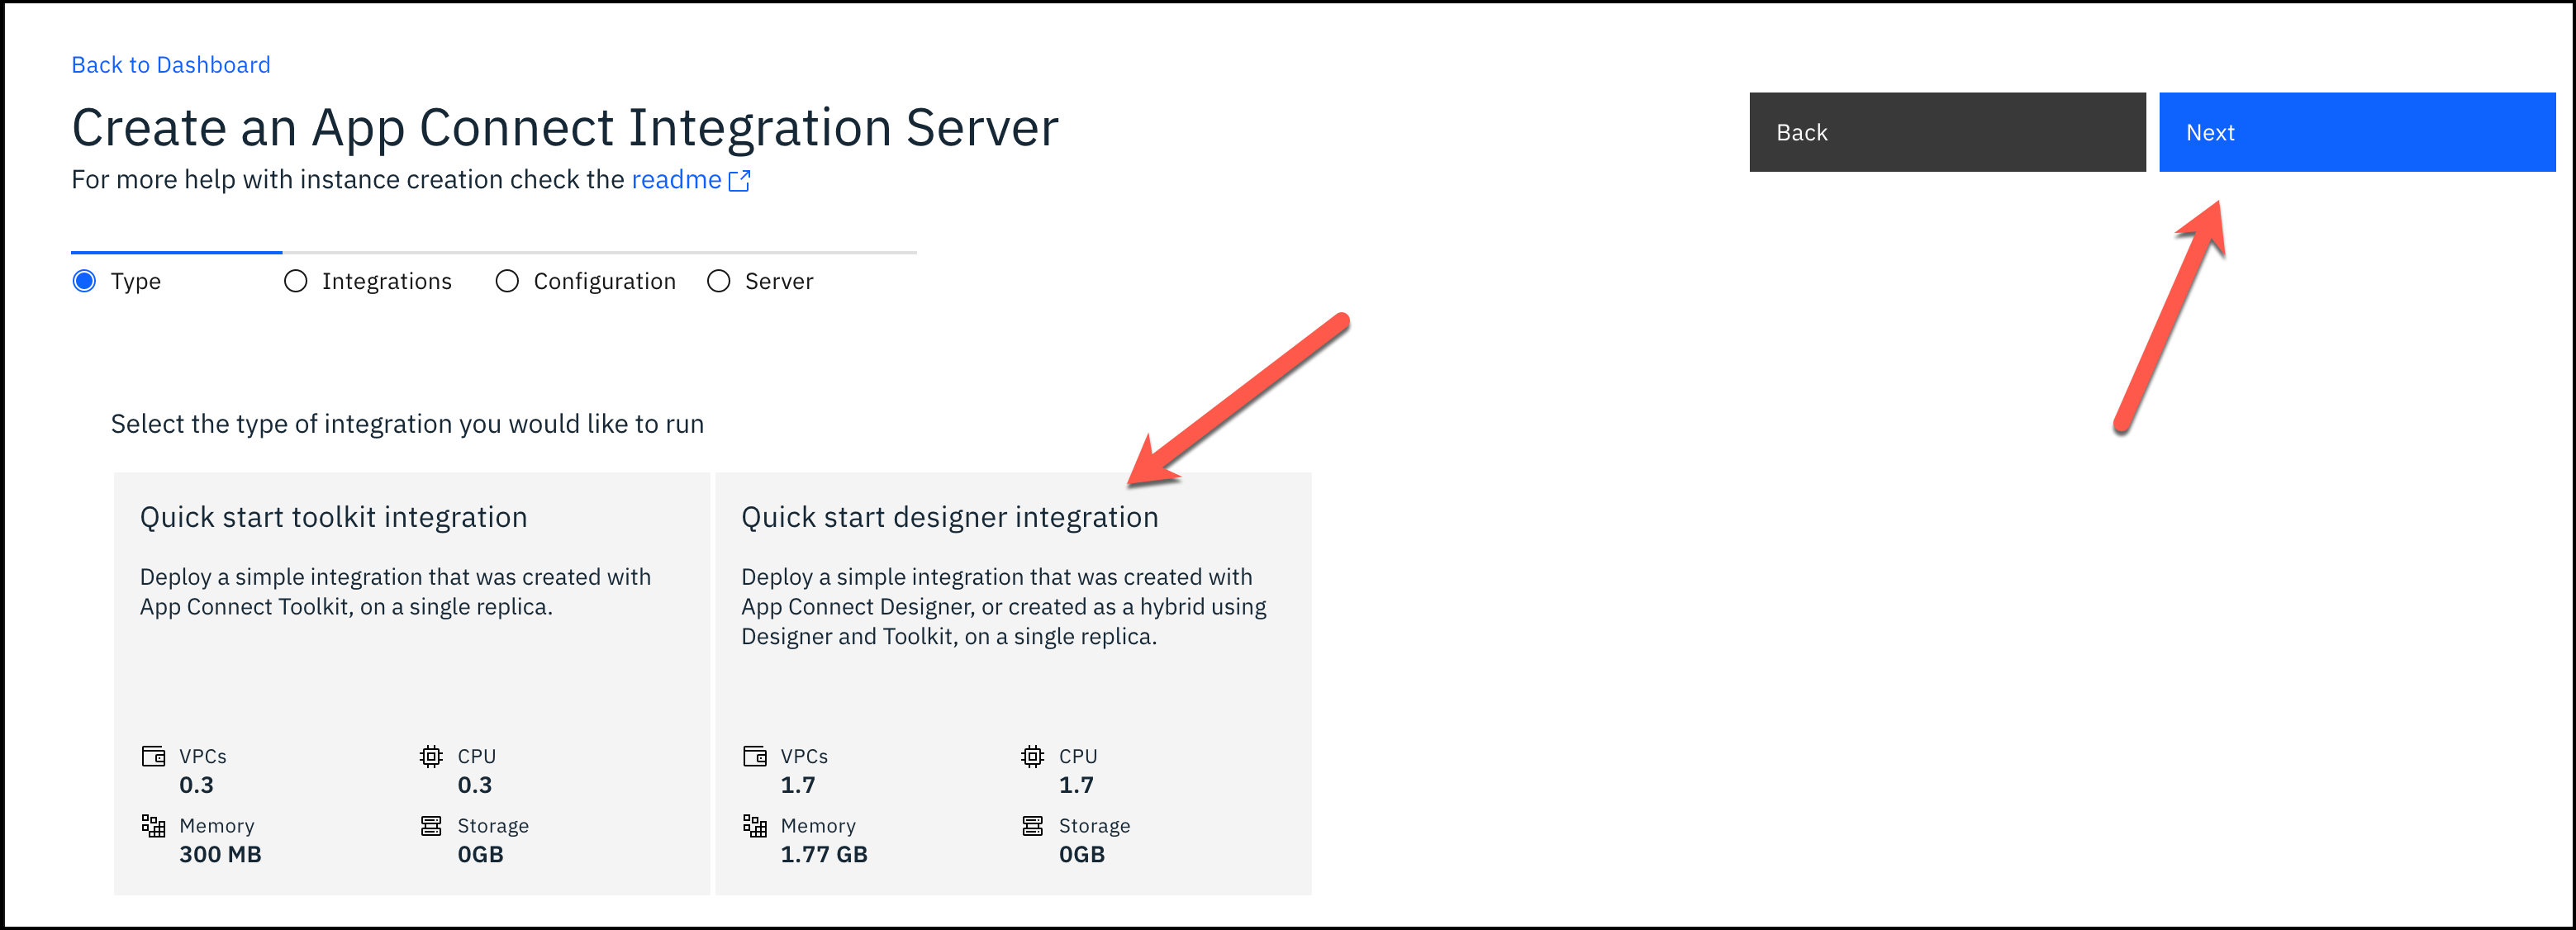 Back to Dashboard
Create an App Connect Integration Server
For more help with instance creation check the readme
Back
Next
Type
Integrations
Configuration
Server
Select the type of integration you would like to run
Quick start toolkit integration
Deploy a simple integration that was created with
App Connect Toolkit, on a single replica.
VPCs
0.3
CPU
0.3
Memory
300 MB
Storage
0GB
Quick start designer integration
Deploy a simple integration that was created with
App Connect Designer, or created as a hybrid using
Designer and Toolkit, on a single replica.
VPCs
1.7
CPU
1.7
Memory
1.77 GB
Storage
0GB